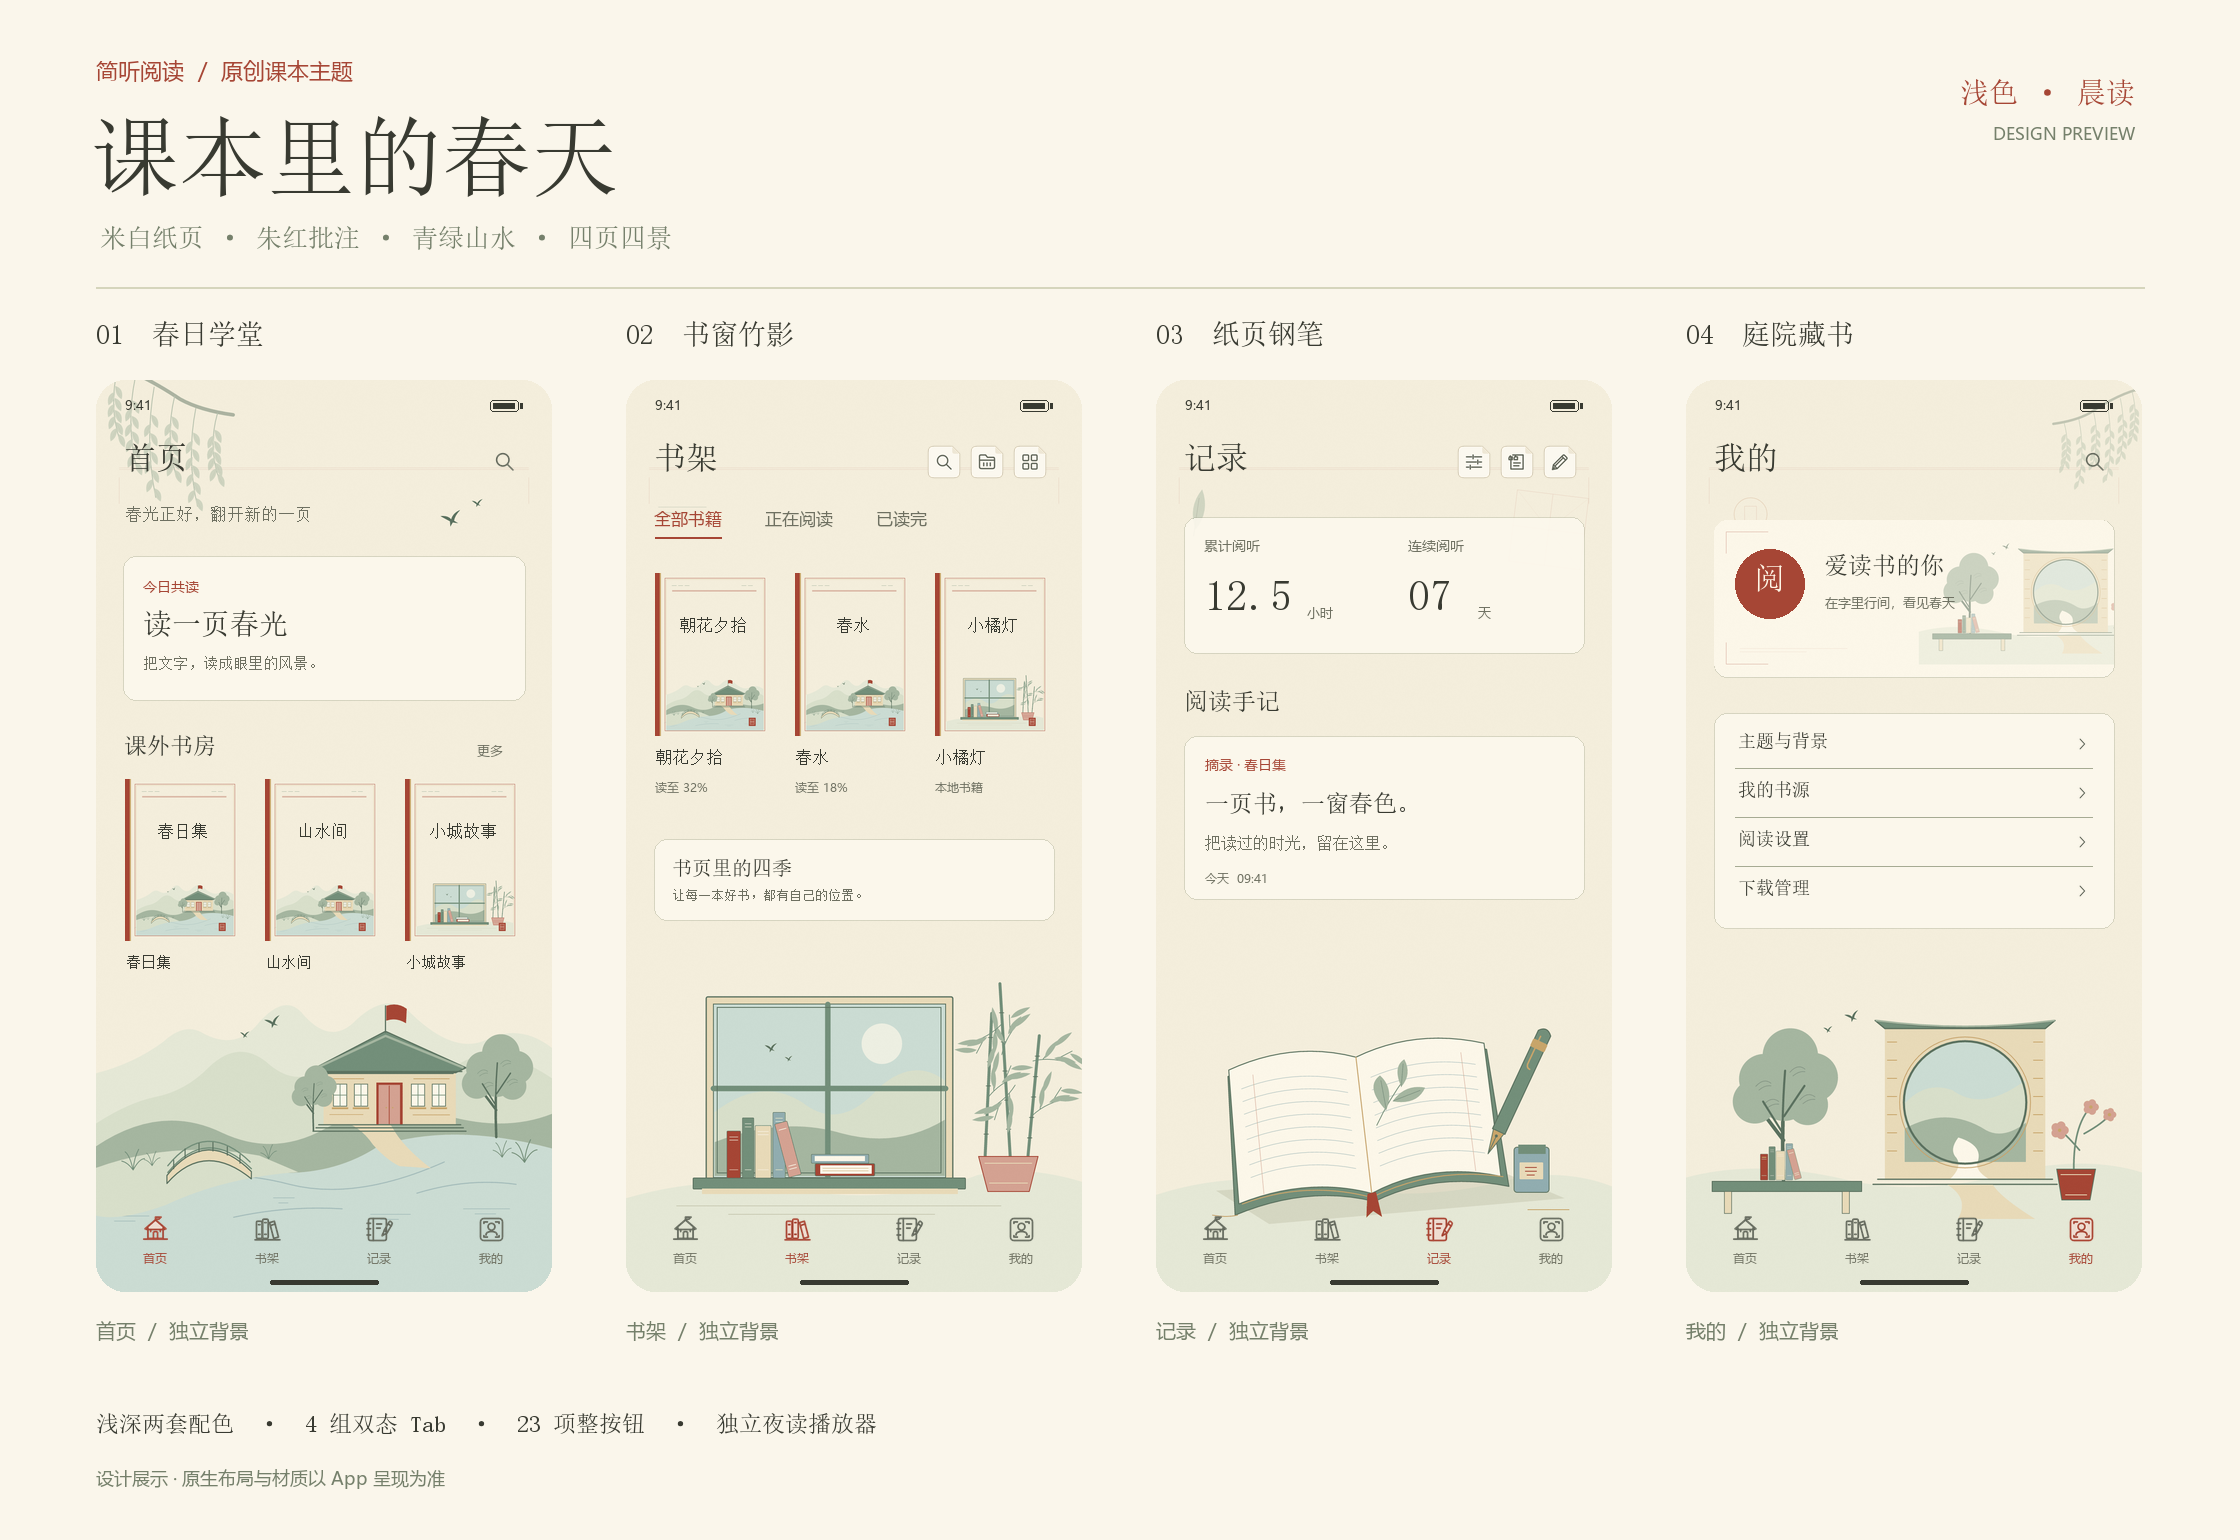 简听阅读 / 原创课本主题
课本里的春天
米白纸页 • 朱红批注 • 青绿山水 • 四页四景
浅色 • 晨读
DESIGN PREVIEW
01 春日学堂
9:41
首页
春光正好，翻开新的一页
今日共读
读一页春光
把文字，读成眼里的风景。
课外书房
更多
春日集
山水间
小城故事
春日集
山水间
小城故事
首页
书架
记录
我的
首页 / 独立背景
02 书窗竹影
9:41
书架
全部书籍
正在阅读
已读完
朝花夕拾
春水
小橘灯
朝花夕拾
春水
小橘灯
读至 32%
读至 18%
本地书籍
书页里的四季
让每一本好书，都有自己的位置。
首页
书架
记录
我的
书架 / 独立背景
03 纸页钢笔
9:41
记录
累计阅听
连续阅听
12.5 小时
07 天
阅读手记
摘录 · 春日集
一页书，一窗春色。
把读过的时光，留在这里。
今天 09:41
首页
书架
记录
我的
记录 / 独立背景
04 庭院藏书
9:41
我的
阅
爱读书的你
在字里行间，看见春天
主题与背景
我的书源
阅读设置
下载管理
首页
书架
记录
我的
我的 / 独立背景
浅深两套配色 • 4 组双态 Tab • 23 项整按钮 • 独立夜读播放器
设计展示 · 原生布局与材质以 App 呈现为准